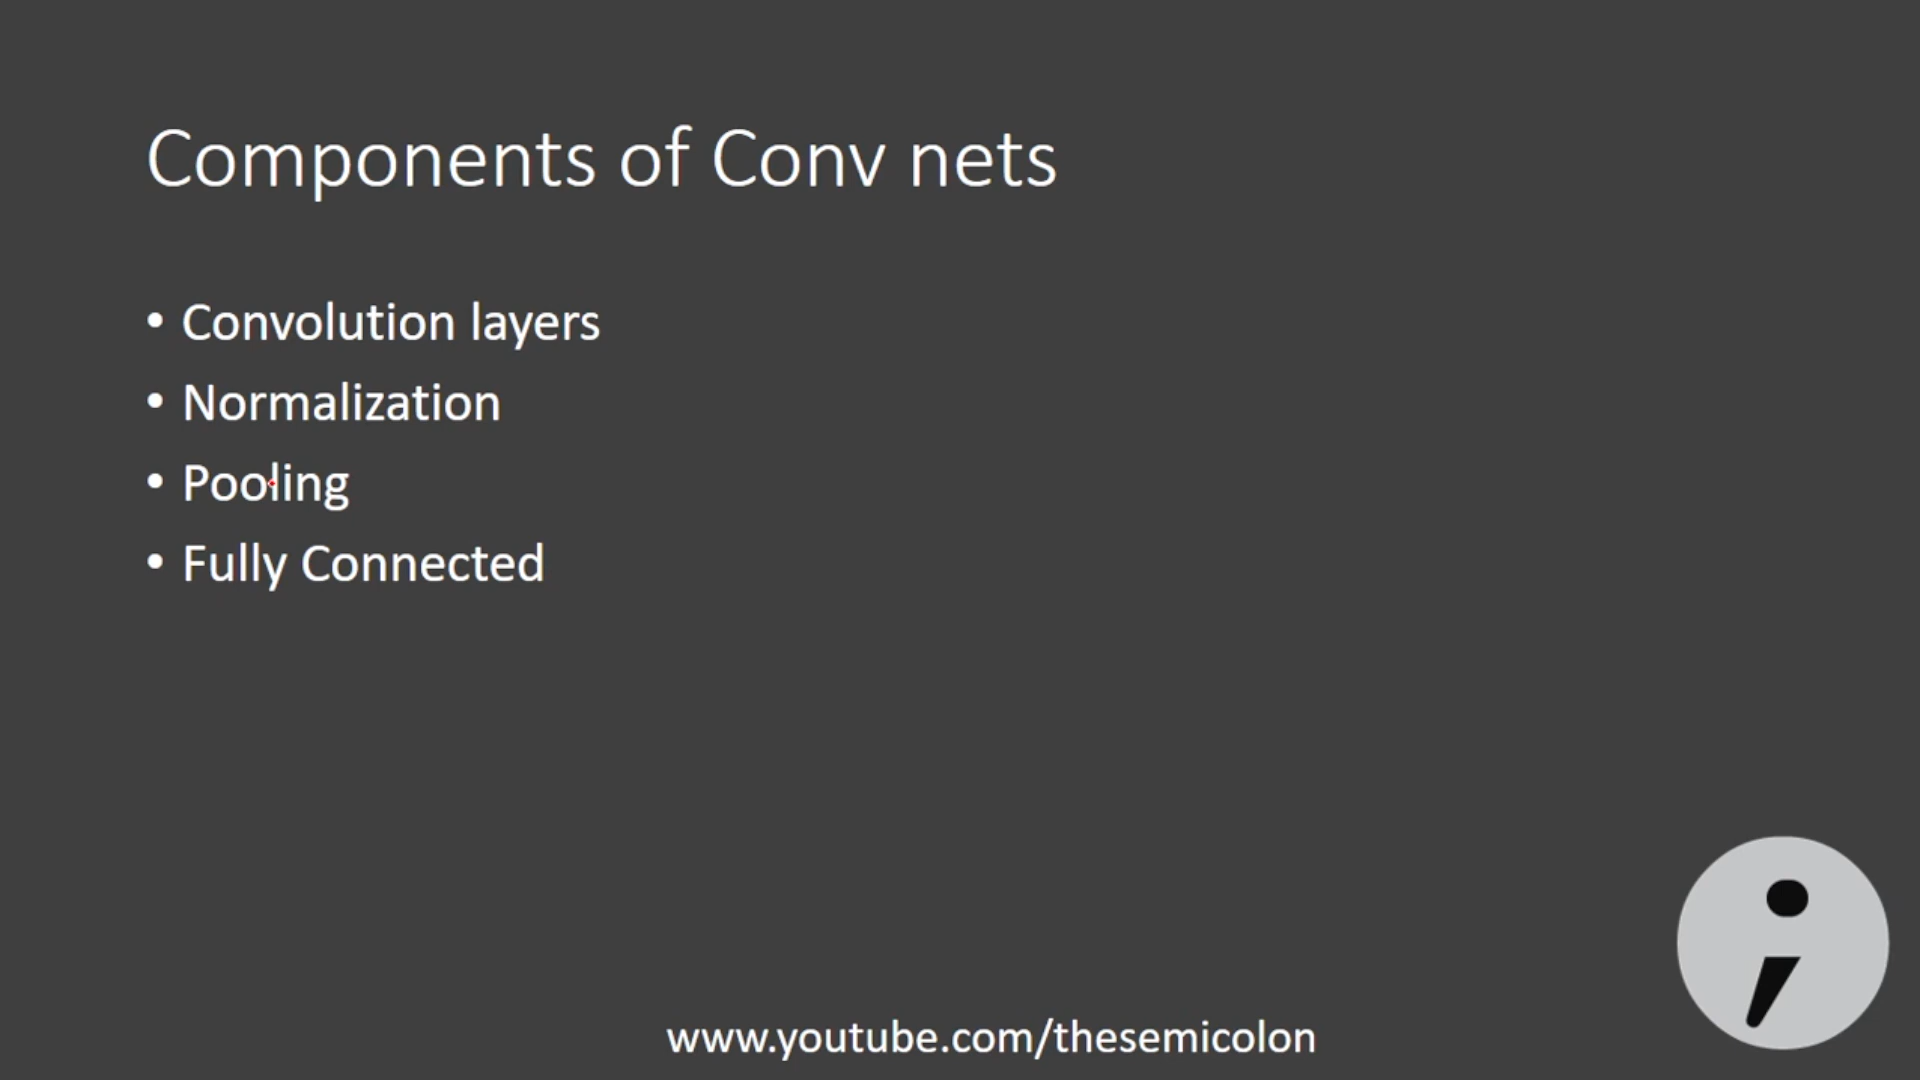 Components of Conv nets
• Convolution layers
• Normalization
• Pooling
• Fully Connected
www.youtube.com/thesemicolon
;